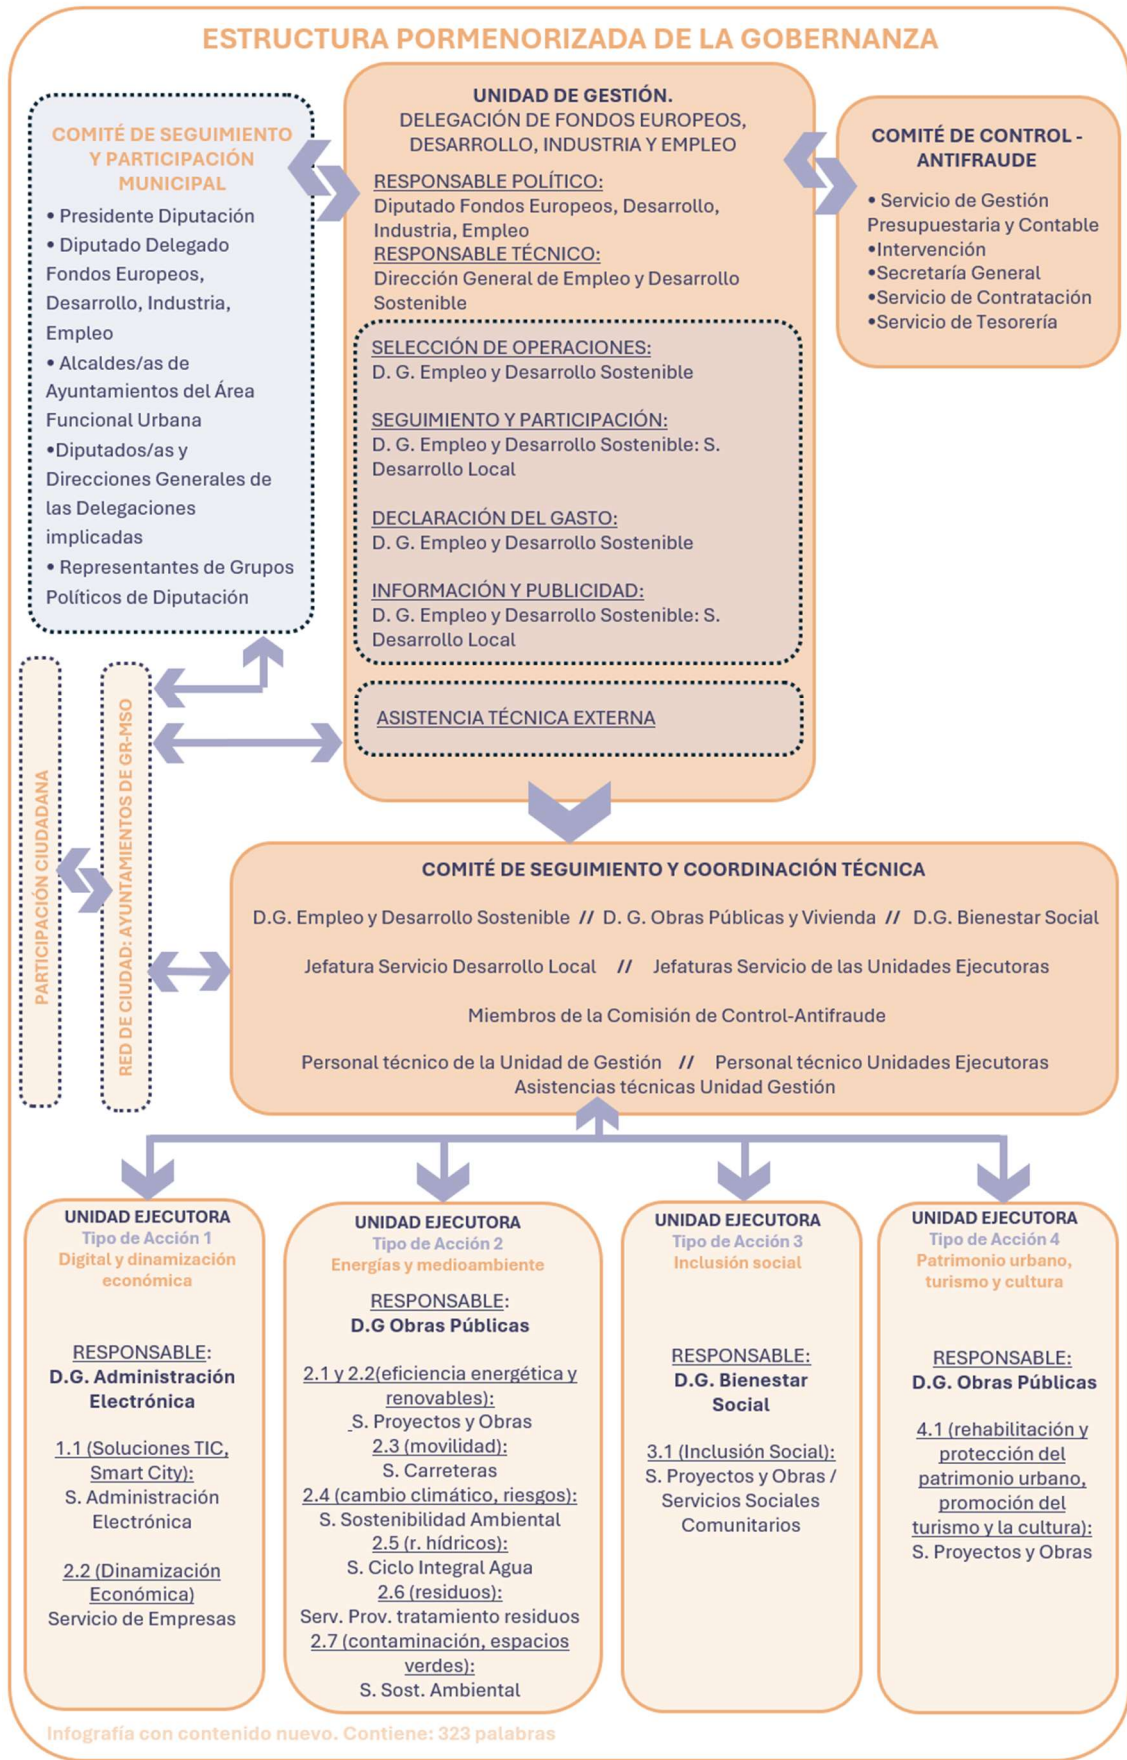 ESTRUCTURA PORMENORIZADA DE LA GOBERNANZA
COMITÉ DE SEGUIMIENTO
Y PARTICIPACIÓN
MUNICIPAL
• Presidente Diputación
• Diputado Delegado
Fondos Europeos,
Desarrollo, Industria,
Empleo
• Alcaldes/as de
Ayuntamientos del Área
Funcional Urbana
•Diputados/as y
Direcciones Generales de
las Delegaciones
implicadas
• Representantes de Grupos
Políticos de Diputación
UNIDAD DE GESTIÓN.
DELEGACIÓN DE FONDOS EUROPEOS,
DESARROLLO, INDUSTRIA Y EMPLEO
RESPONSABLE POLÍTICO:
Diputado Fondos Europeos, Desarrollo,
Industria, Empleo
RESPONSABLE TÉCNICO:
Dirección General de Empleo y Desarrollo
Sostenible
SELECCIÓN DE OPERACIONES:
D. G. Empleo y Desarrollo Sostenible
SEGUIMIENTO Y PARTICIPACIÓN:
D. G. Empleo y Desarrollo Sostenible: S.
Desarrollo Local
DECLARACIÓN DEL GASTO:
D. G. Empleo y Desarrollo Sostenible
INFORMACIÓN Y PUBLICIDAD:
D. G. Empleo y Desarrollo Sostenible: S.
Desarrollo Local
ASISTENCIA TÉCNICA EXTERNA
COMITÉ DE CONTROL -
ANTIFRAUDE
• Servicio de Gestión
Presupuestaria y Contable
•Intervención
•Secretaría General
•Servicio de Contratación
•Servicio de Tesorería
PARTICIPACIÓN CIUDADANA
RED DE CIUDAD: AYUNTAMIENTOS DE GR-MSO
COMITÉ DE SEGUIMIENTO Y COORDINACIÓN TÉCNICA
D.G. Empleo y Desarrollo Sostenible // D. G. Obras Públicas y Vivienda // D.G. Bienestar Social
Jefatura Servicio Desarrollo Local // Jefaturas Servicio de las Unidades Ejecutoras
Miembros de la Comisión de Control-Antifraude
Personal técnico de la Unidad de Gestión // Personal técnico Unidades Ejecutoras
Asistencias técnicas Unidad Gestión
UNIDAD EJECUTORA
Tipo de Acción 1
Digital y dinamización
económica
RESPONSABLE:
D.G. Administración
Electrónica
1.1 (Soluciones TIC,
Smart City):
S. Administración
Electrónica
2.2 (Dinamización
Económica)
Servicio de Empresas
UNIDAD EJECUTORA
Tipo de Acción 2
Energías y medioambiente
RESPONSABLE:
D.G Obras Públicas
2.1 y 2.2(eficiencia energética y
renovables):
S. Proyectos y Obras
2.3 (movilidad):
S. Carreteras
2.4 (cambio climático, riesgos):
S. Sostenibilidad Ambiental
2.5 (r. hídricos):
S. Ciclo Integral Agua
2.6 (residuos):
Serv. Prov. tratamiento residuos
2.7 (contaminación, espacios
verdes):
S. Sost. Ambiental
UNIDAD EJECUTORA
Tipo de Acción 3
Inclusión social
RESPONSABLE:
D.G. Bienestar
Social
3.1 (Inclusión Social):
S. Proyectos y Obras /
Servicios Sociales
Comunitarios
UNIDAD EJECUTORA
Tipo de Acción 4
Patrimonio urbano,
turismo y cultura
RESPONSABLE:
D.G. Obras Públicas
4.1 (rehabilitación y
protección del
patrimonio urbano,
promoción del
turismo y la cultura):
S. Proyectos y Obras
Infografía con contenido nuevo. Contiene: 323 palabras